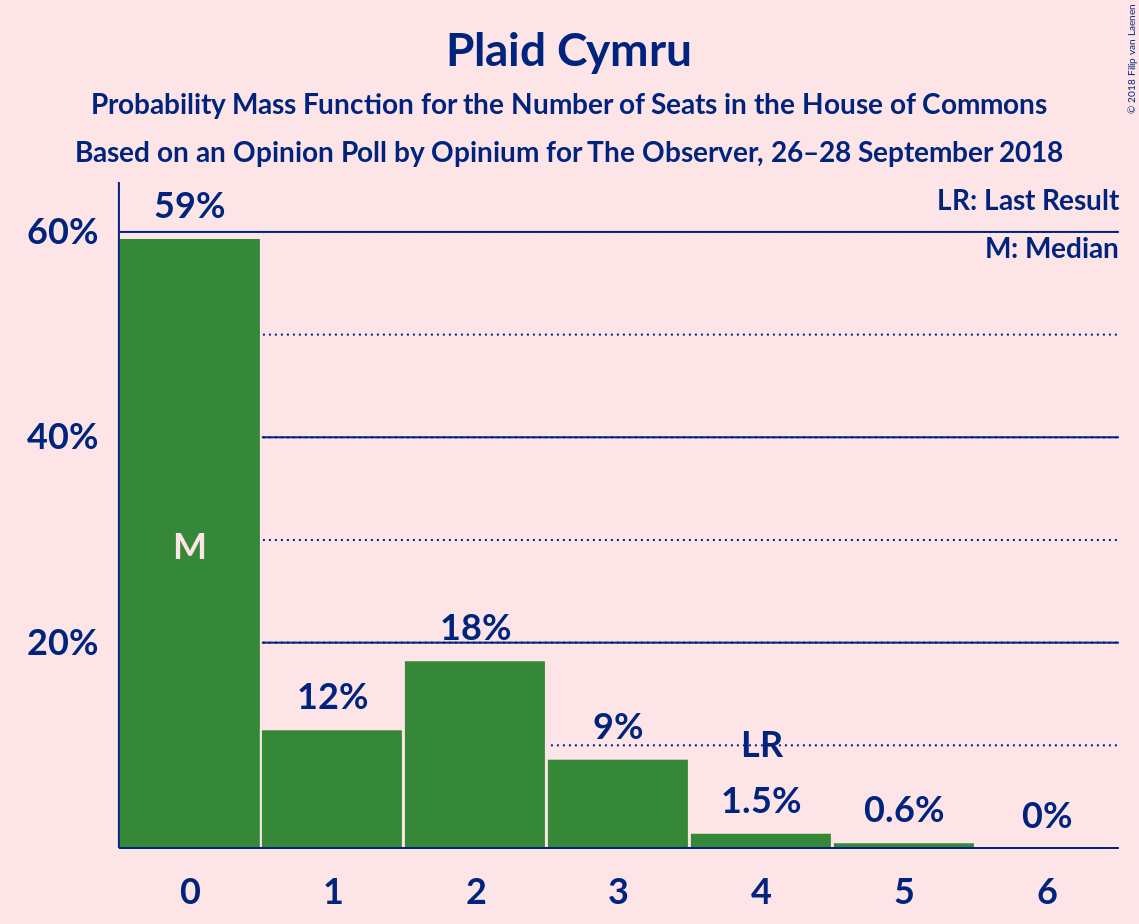 Plaid Cymru
Probability Mass Function for the Number of Seats in the House of Commons
Based on an Opinion Poll by Opinium for The Observer, 26–28 September 2018
© 2018 Filip van Laenen
LR: Last Result
M: Median
60%
40%
20%
59%
12%
18%
9%
1.5%
0.6%
0%
M
LR
0 1 2 3 4 5 6